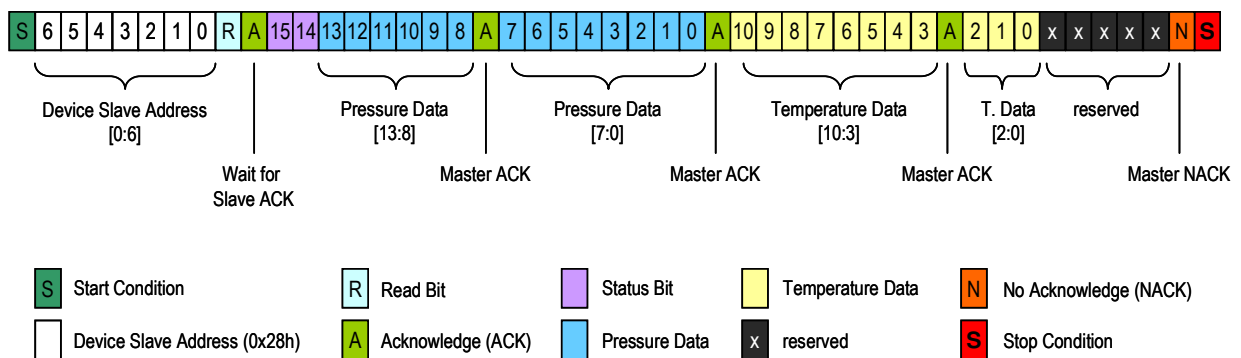 S 6 5 4 3 2 1 0 R A 15 14 13 12 11 10 9 8 A 7 6 5 4 3 2 1 0 A 10 9 8 7 6 5 4 3 A 2 1 0 x x x x x N S
Device Slave Address Pressure Data Pressure Data Temperature Data T. Data reserved
[0:6] [13:8] [7:0] [10:3] [2:0]
Wait for Master ACK Master ACK Master ACK Master NACK
Slave ACK
S Start Condition R Read Bit Status Bit Temperature Data N No Acknowledge (NACK)
Device Slave Address (0x28h) A Acknowledge (ACK) Pressure Data x reserved S Stop Condition